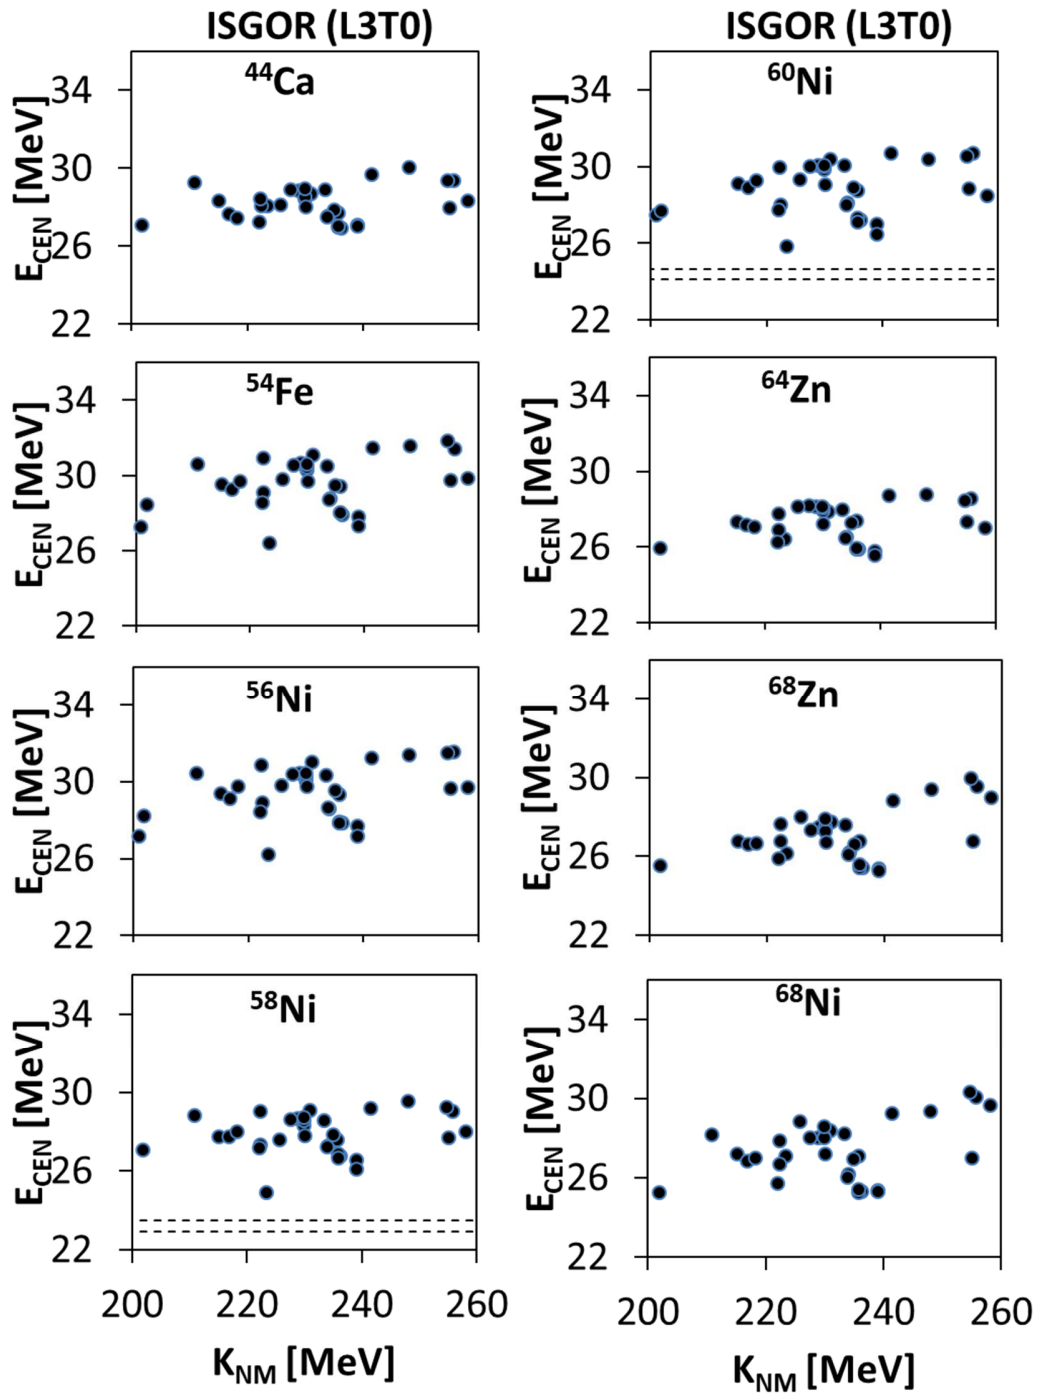 ISGOR (L3T0)
ISGOR (L3T0)
⁴⁴Ca
E_CEN [MeV]
34
30
26
22
⁶⁰Ni
E_CEN [MeV]
34
30
26
22
⁵⁴Fe
E_CEN [MeV]
34
30
26
22
⁶⁴Zn
E_CEN [MeV]
34
30
26
22
⁵⁶Ni
E_CEN [MeV]
34
30
26
22
⁶⁸Zn
E_CEN [MeV]
34
30
26
22
⁵⁸Ni
E_CEN [MeV]
34
30
26
22
200 220 240 260
K_NM [MeV]
⁶⁸Ni
E_CEN [MeV]
34
30
26
22
200 220 240 260
K_NM [MeV]